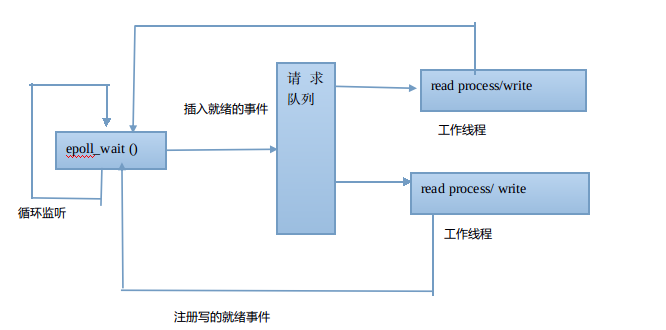 请 求
队列
read process/write
插入就绪的事件
工作线程
epoll_wait ()
read process/ write
循环监听
工作线程
注册写的就绪事件